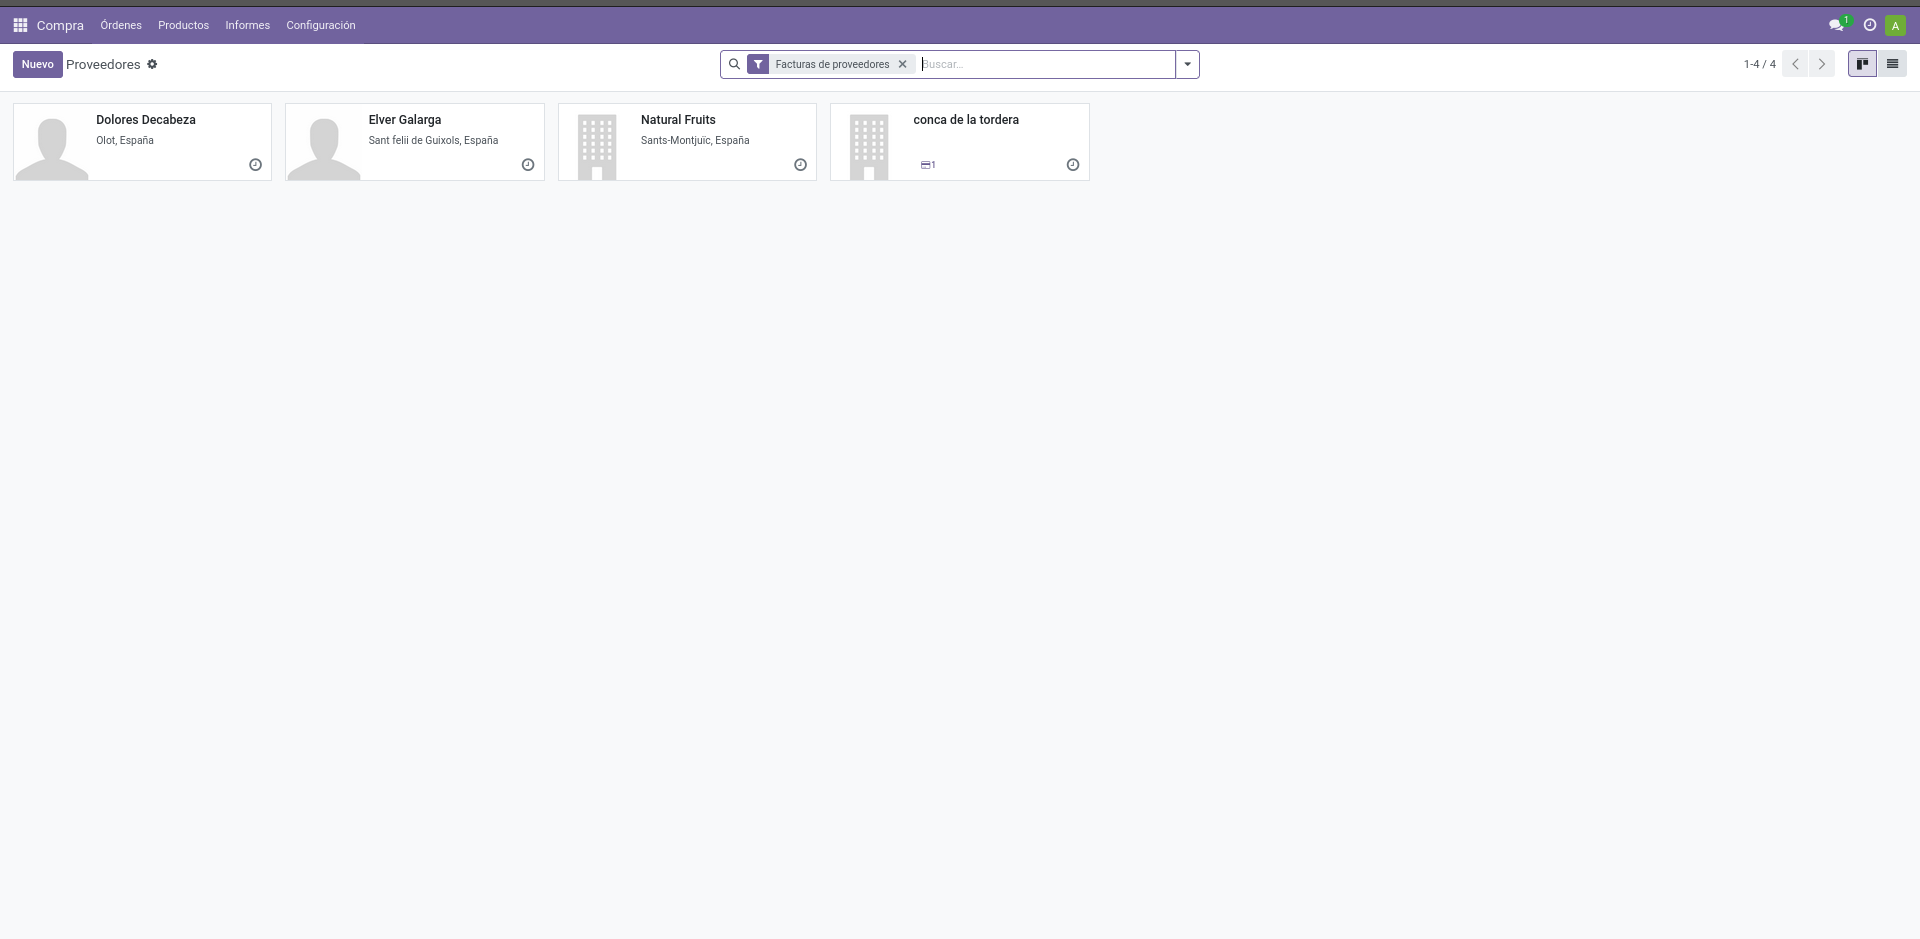 Compra Órdenes Productos Informes Configuración 1 A
Nuevo Proveedores Facturas de proveedores Buscar... 1-4 / 4
Dolores Decabeza
Olot, España
Elver Galarga
Sant felii de Guixols, España
Natural Fruits
Sants-Montjuïc, España
conca de la tordera
1